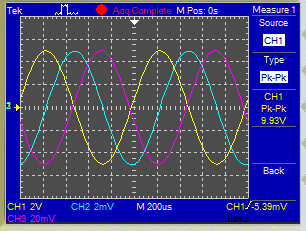 Tek Acq Complete M Pos: 0s Measure 1
Source
CH1
Type
Pk-Pk
CH1
Pk-Pk
9.93V
Back
CH1 2V CH2 2mV M 200us CH1 -5.39mV
CH3 20mV 1kHz